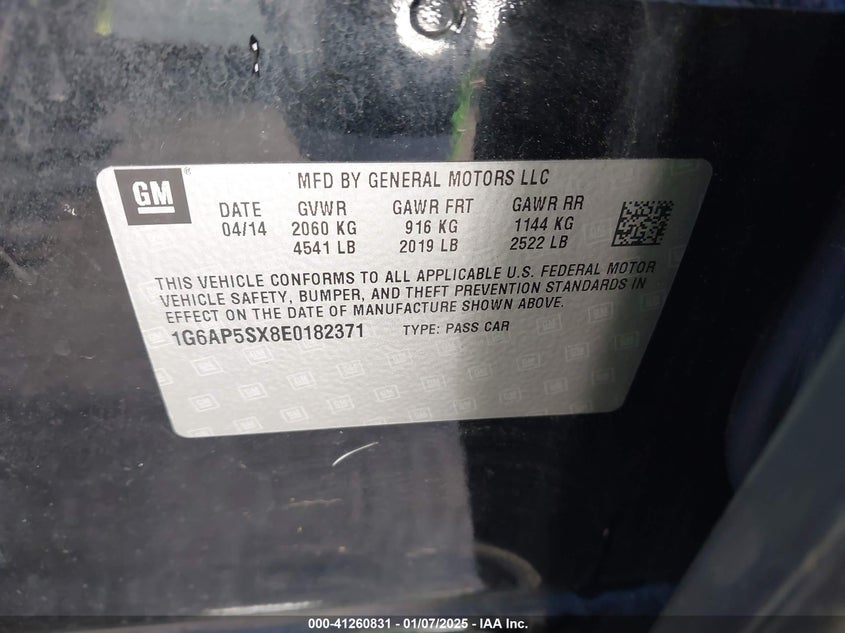 GM
®
MFD BY GENERAL MOTORS LLC
DATE GVWR GAWR FRT GAWR RR
04/14 2060 KG 916 KG 1144 KG
4541 LB 2019 LB 2522 LB
THIS VEHICLE CONFORMS TO ALL APPLICABLE U.S. FEDERAL MOTOR
VEHICLE SAFETY, BUMPER, AND THEFT PREVENTION STANDARDS IN
EFFECT ON THE DATE OF MANUFACTURE SHOWN ABOVE.
1G6AP5SX8E0182371 TYPE: PASS CAR
000-41260831 - 01/07/2025 - IAA Inc.